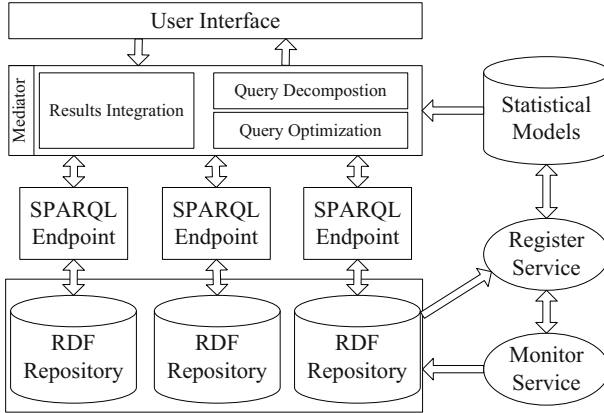 User Interface
Mediator
Results Integration
Query Decompostion
Query Optimization
Statistical
Models
SPARQL
Endpoint
SPARQL
Endpoint
SPARQL
Endpoint
Register
Service
RDF
Repository
RDF
Repository
RDF
Repository
Monitor
Service